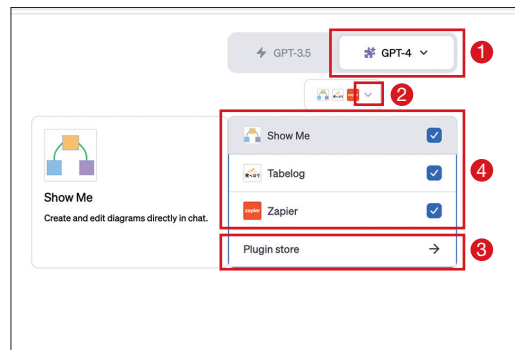 GPT-3.5
GPT-4
1
2
Show Me
4
Tabelog
Show Me
Create and edit diagrams directly in chat.
zapier
Zapier
Plugin store
3